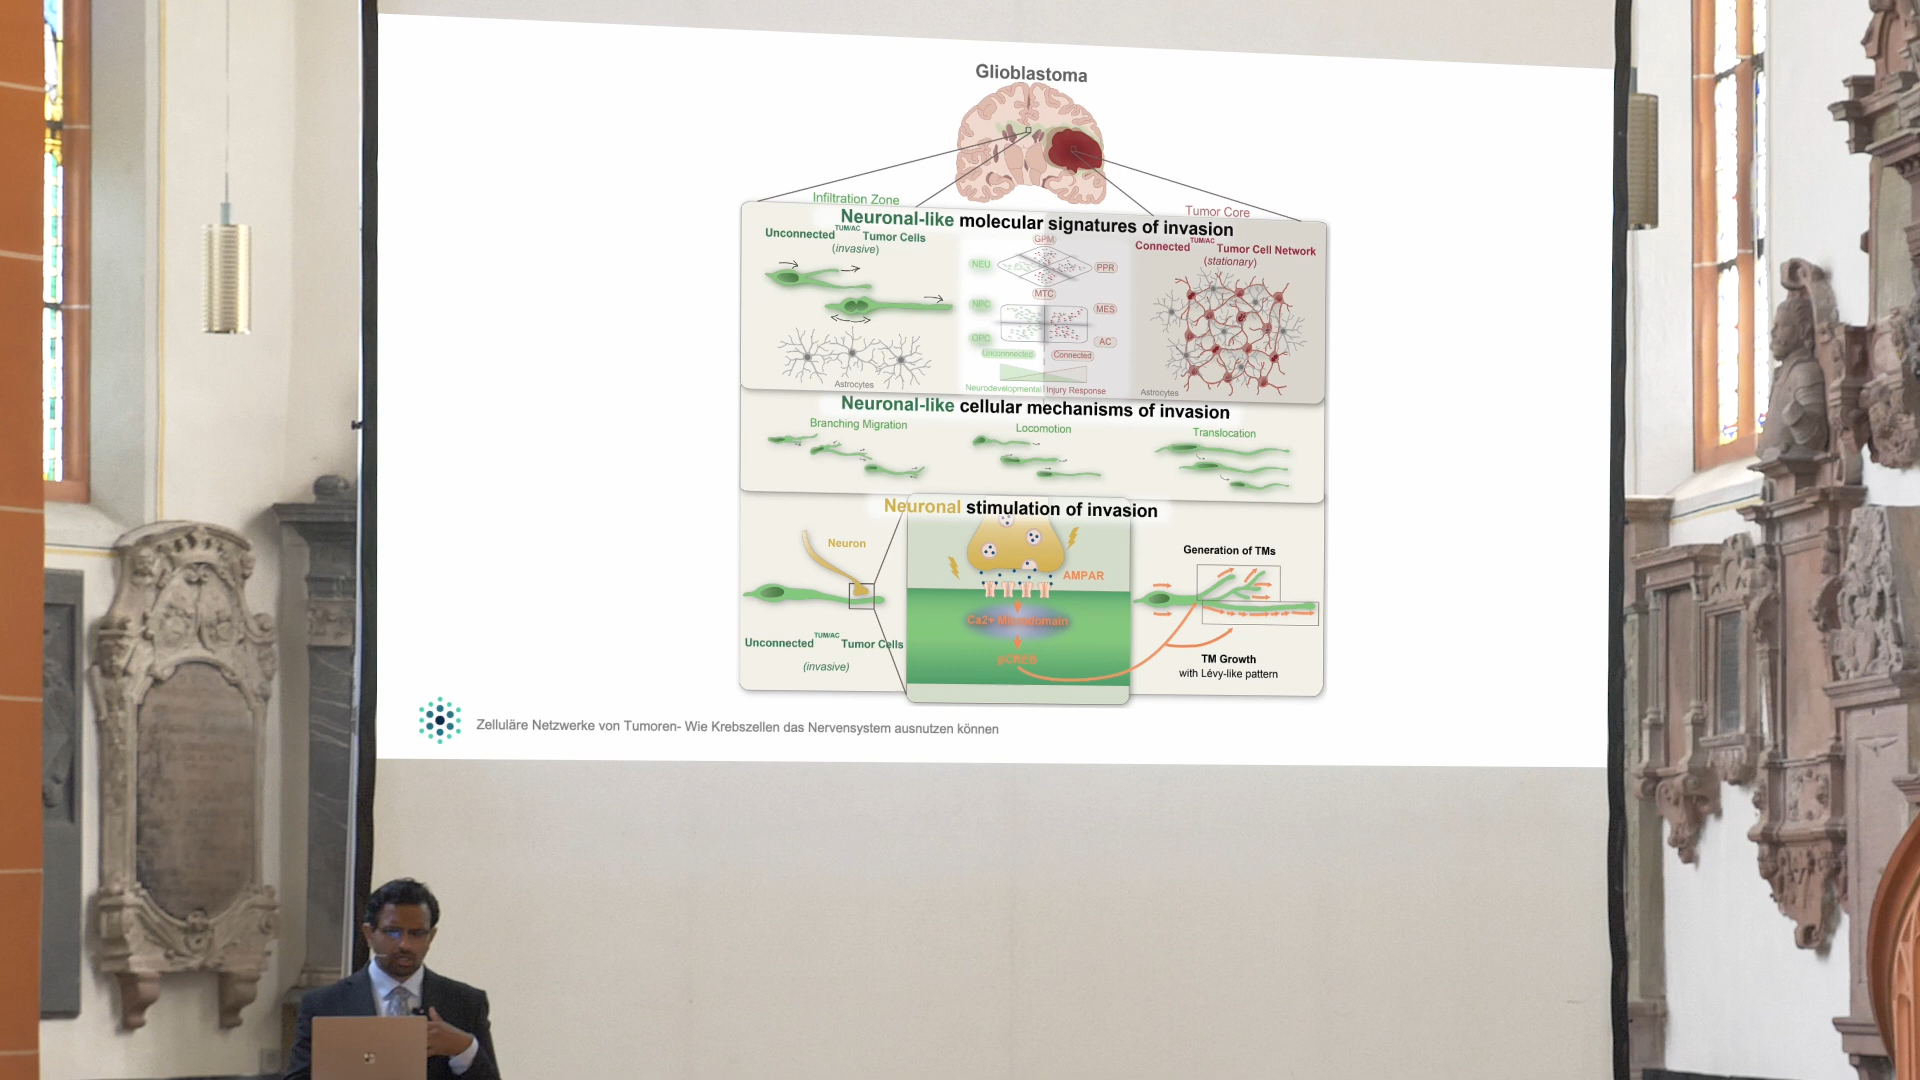 Glioblastoma
Infiltration Zone
Tumor Core
Neuronal-like molecular signatures of invasion
Unconnected TUM/AC Tumor Cells
(invasive)
GPM
NEU
PPR
MTC
NPC
MES
OPC
AC
Unconnnected
Connected
Neurodevelopmental
Injury Response
Astrocytes
Connected TUM/AC Tumor Cell Network
(stationary)
Astrocytes
Neuronal-like cellular mechanisms of invasion
Branching Migration
Locomotion
Translocation
Neuronal stimulation of invasion
Neuron
Unconnected TUM/AC Tumor Cells
(invasive)
AMPAR
Ca2+ Microdomain
pCREB
Generation of TMs
TM Growth
with Lévy-like pattern
Zelluläre Netzwerke von Tumoren- Wie Krebszellen das Nervensystem ausnutzen können